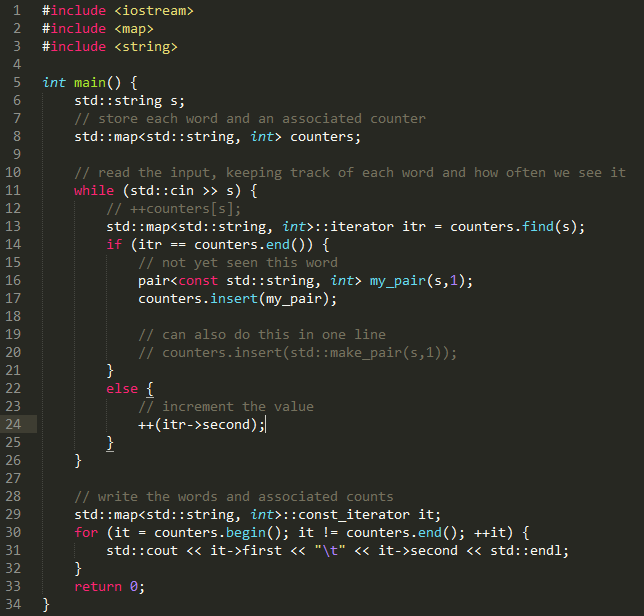 1 #include <iostream>
2 #include <map>
3 #include <string>
4
5 int main() {
6     std::string s;
7     // store each word and an associated counter
8     std::map<std::string, int> counters;
9
10     // read the input, keeping track of each word and how often we see it
11     while (std::cin >> s) {
12         // ++counters[s];
13         std::map<std::string, int>::iterator itr = counters.find(s);
14         if (itr == counters.end()) {
15             // not yet seen this word
16             pair<const std::string, int> my_pair(s,1);
17             counters.insert(my_pair);
18
19             // can also do this in one line
20             // counters.insert(std::make_pair(s,1));
21         }
22         else {
23             // increment the value
24             ++(itr->second);
25         }
26     }
27
28     // write the words and associated counts
29     std::map<std::string, int>::const_iterator it;
30     for (it = counters.begin(); it != counters.end(); ++it) {
31         std::cout << it->first << "\t" << it->second << std::endl;
32     }
33     return 0;
34 }